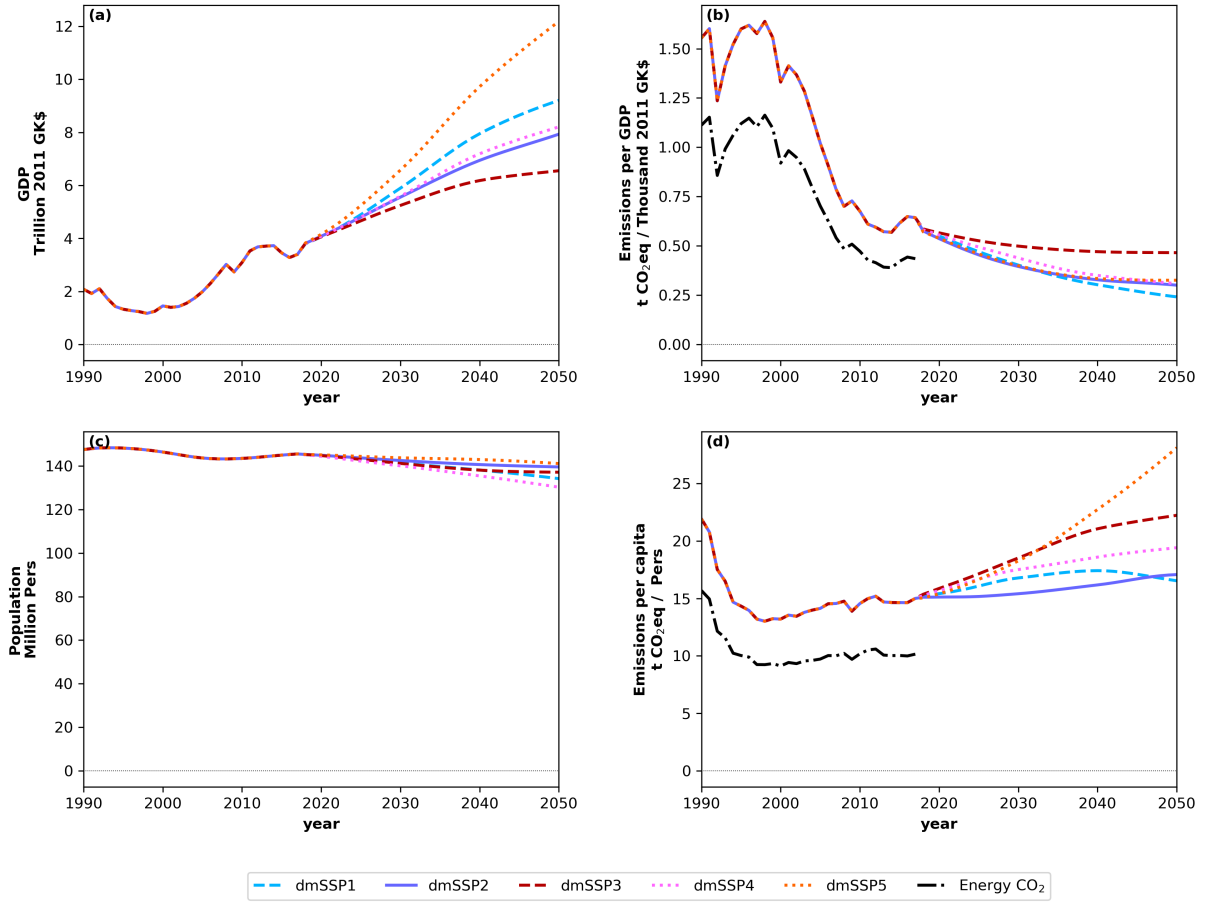 (a)
12
10
8
6
4
2
0
GDP
Trillion 2011 GK$
1990 2000 2010 2020 2030 2040 2050
year
(b)
1.50
1.25
1.00
0.75
0.50
0.25
0.00
Emissions per GDP
t CO₂eq / Thousand 2011 GK$
1990 2000 2010 2020 2030 2040 2050
year
(c)
140
120
100
80
60
40
20
0
Population
Million Pers
1990 2000 2010 2020 2030 2040 2050
year
(d)
25
20
15
10
5
0
Emissions per capita
t CO₂eq / Pers
1990 2000 2010 2020 2030 2040 2050
year
dmSSP1 dmSSP2 dmSSP3 dmSSP4 dmSSP5 Energy CO₂